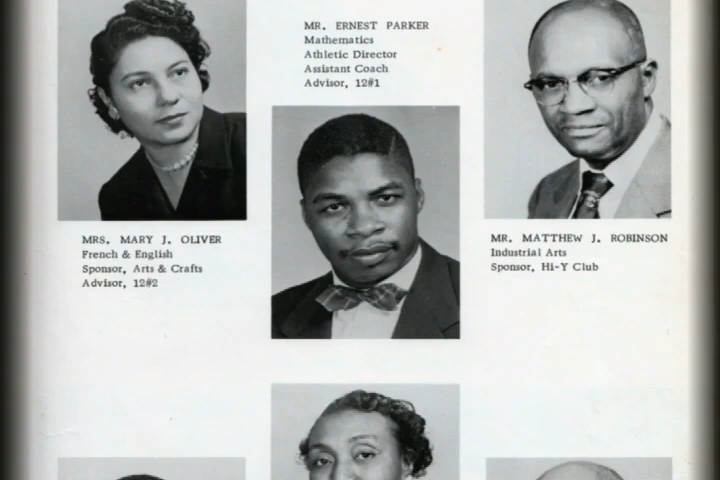 MR. ERNEST PARKER
Mathematics
Athletic Director
Assistant Coach
Advisor, 12#1
MRS. MARY J. OLIVER
French & English
Sponsor, Arts & Crafts
Advisor, 12#2
MR. MATTHEW J. ROBINSON
Industrial Arts
Sponsor, Hi-Y Club